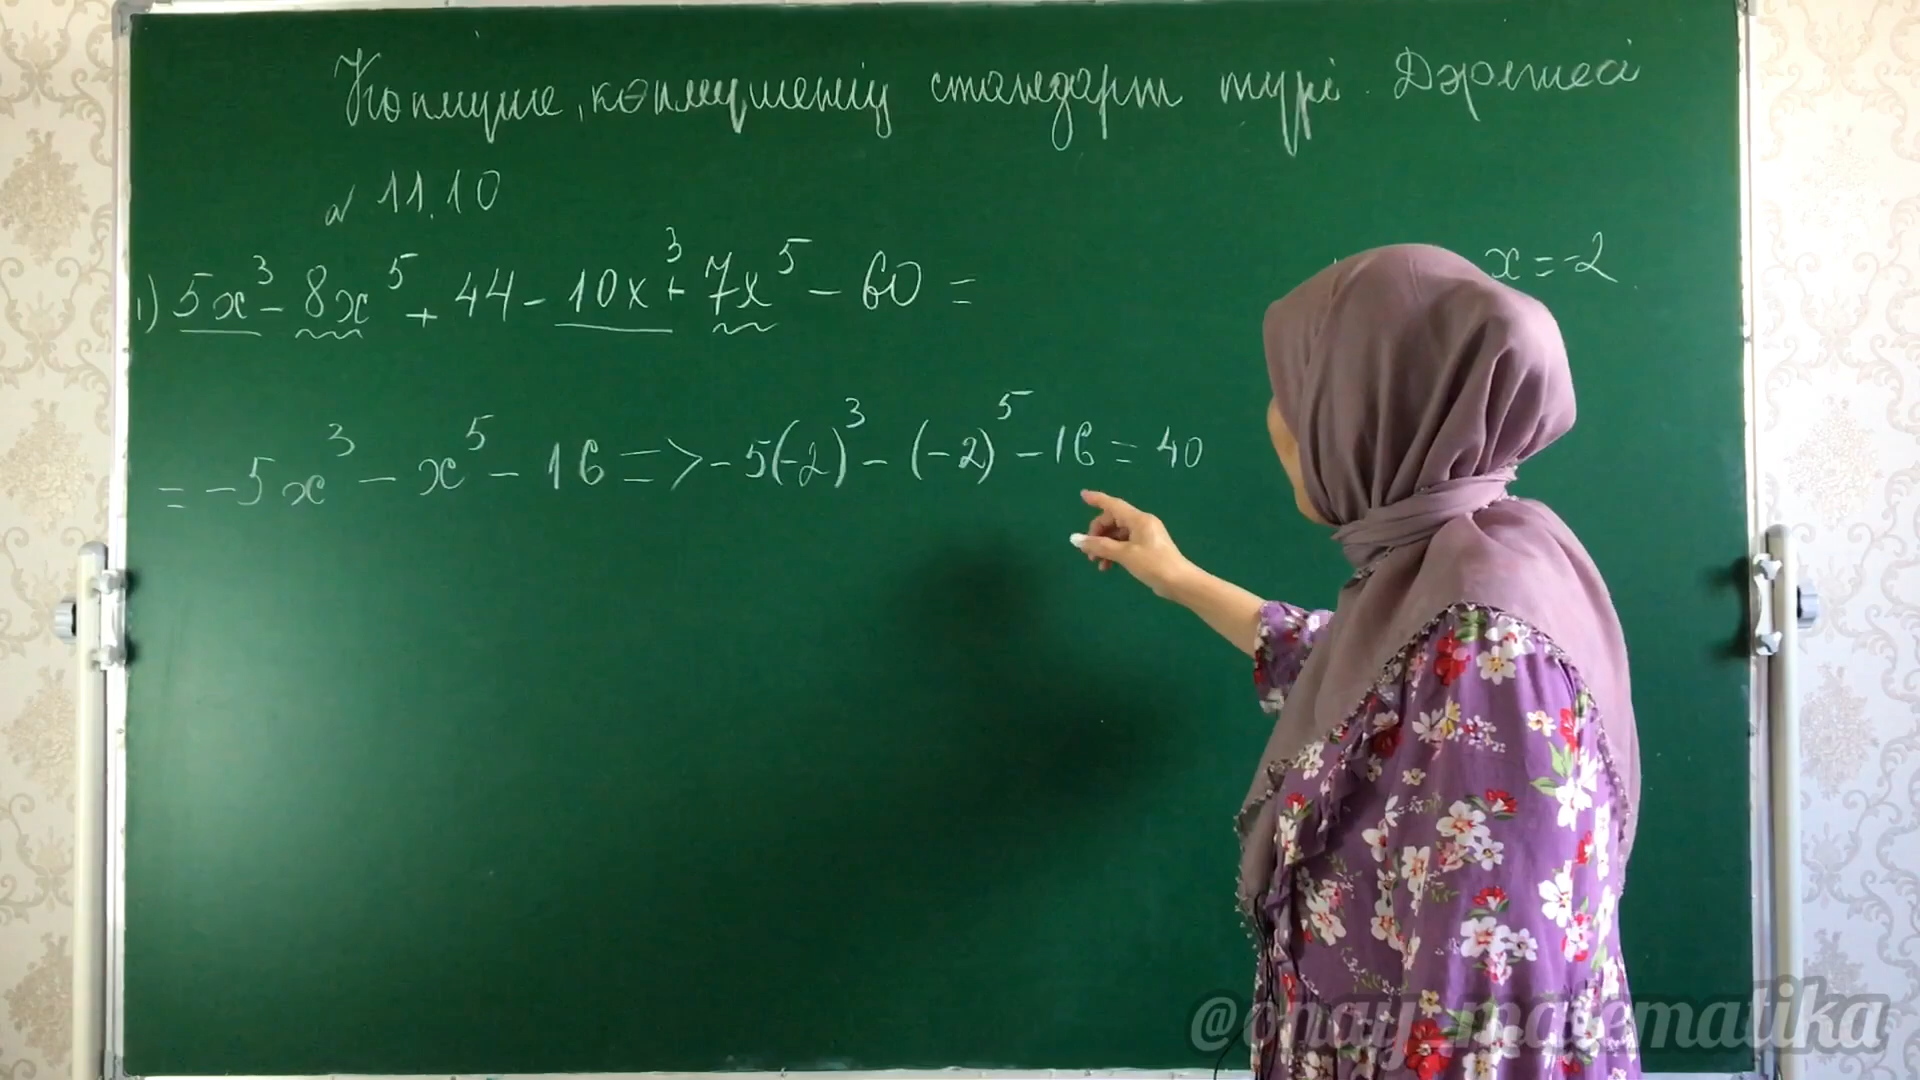 Көпмүше, көпмүшенің стандарт түрі. Дәрежесі
№ 11.10
x = -2
1) 5x³ - 8x⁵ + 44 - 10x³ + 7x⁵ - 60 =
= -5x³ - x⁵ - 16 => -5(-2)³ - (-2)⁵ - 16 = 40
@onay_matematika